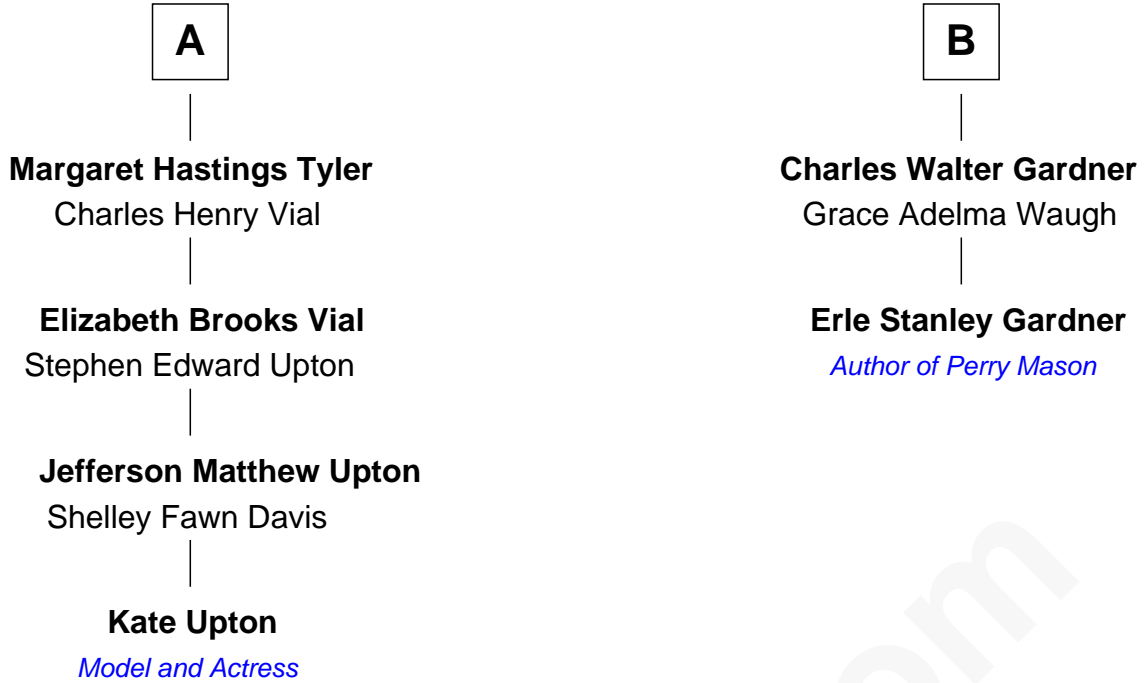 A
Margaret Hastings Tyler
Charles Henry Vial
Elizabeth Brooks Vial
Stephen Edward Upton
Jefferson Matthew Upton
Shelley Fawn Davis
Kate Upton
Model and Actress
B
Charles Walter Gardner
Grace Adelma Waugh
Erle Stanley Gardner
Author of Perry Mason
om